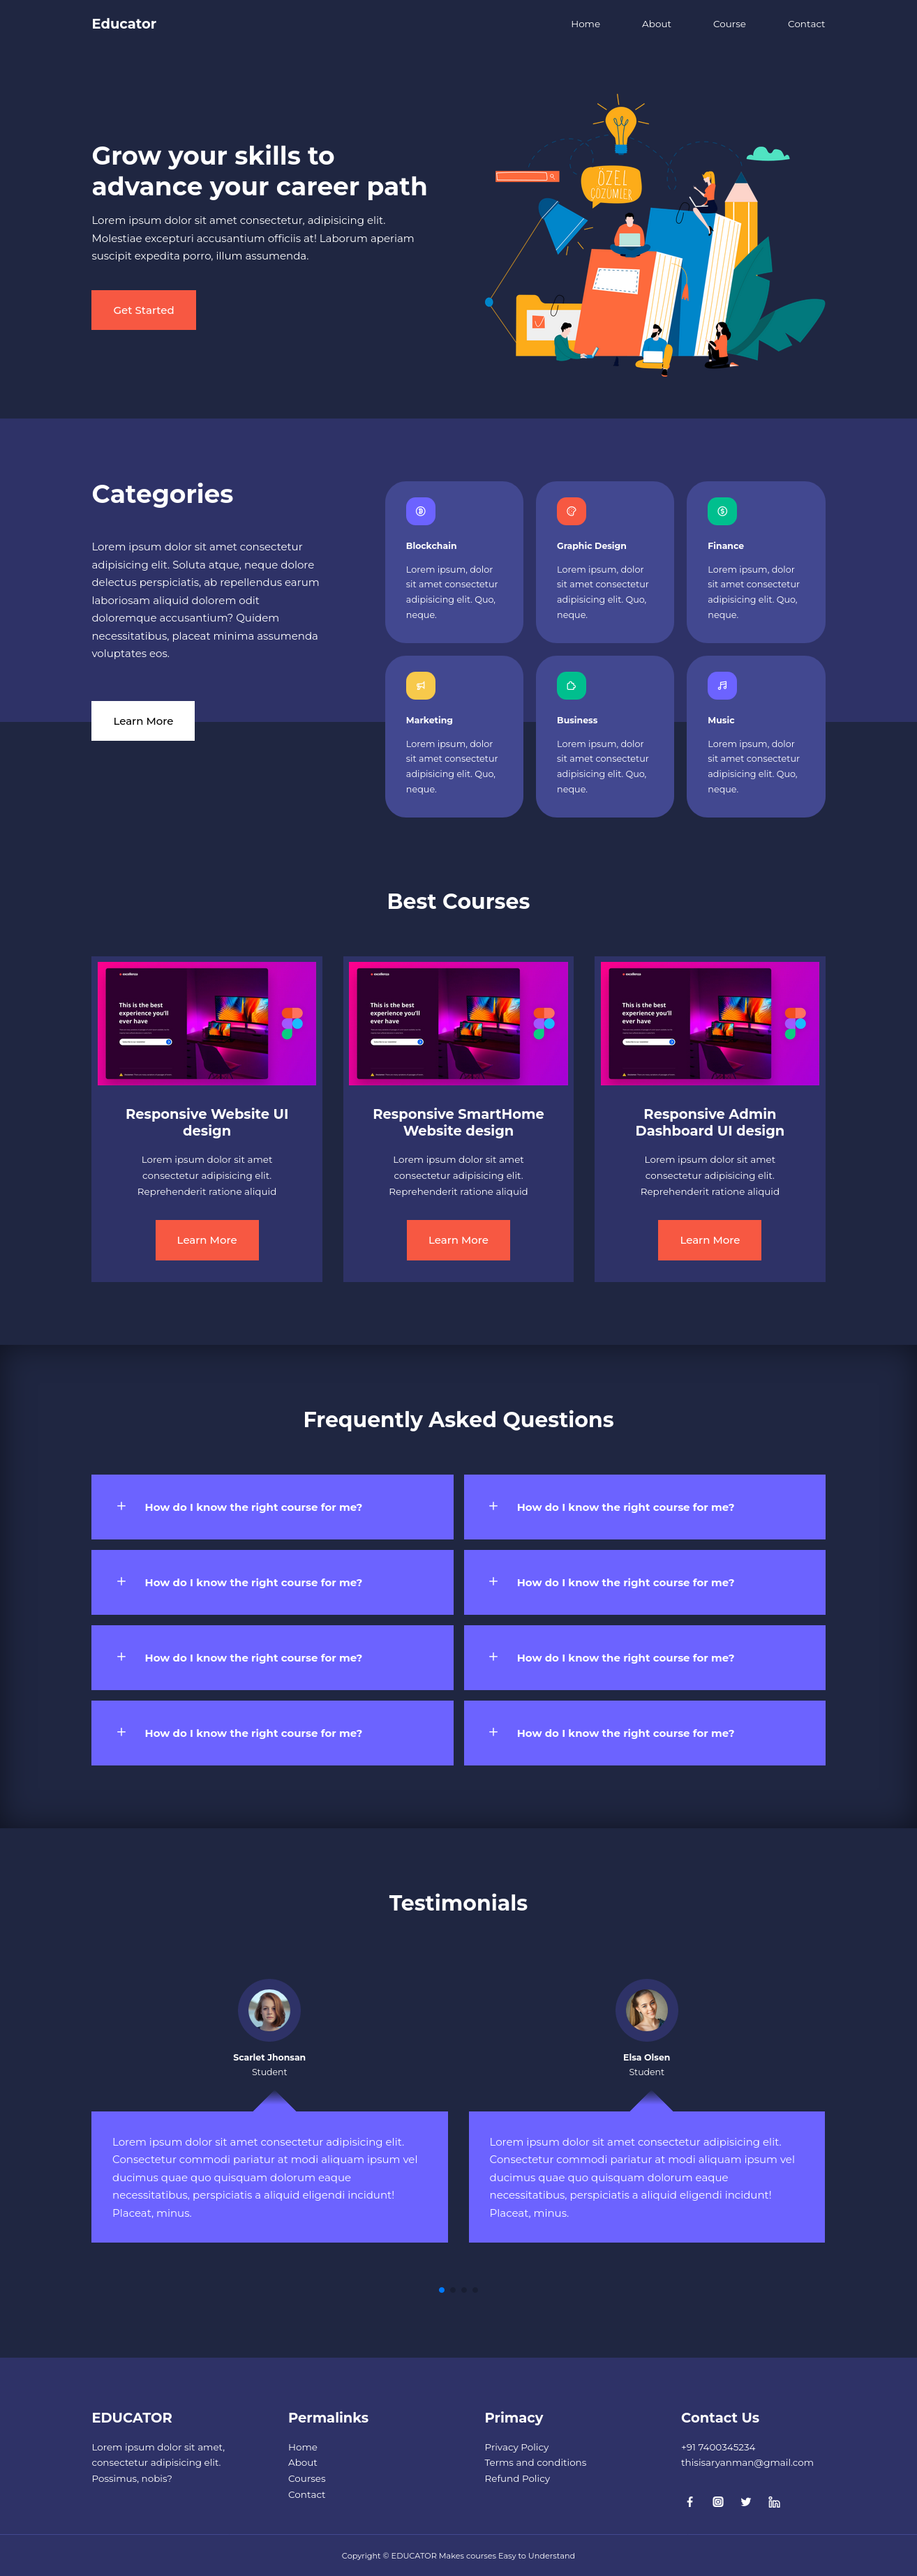 Educator
Home
About
Course
Contact
Grow your skills to
advance your career path
Lorem ipsum dolor sit amet consectetur, adipisicing elit.
Molestiae excepturi accusantium officiis at! Laborum aperiam
suscipit expedita porro, illum assumenda.
Get Started
ÖZEL
ÇÖZÜMLER
Categories
Lorem ipsum dolor sit amet consectetur
adipisicing elit. Soluta atque, neque dolore
delectus perspiciatis, ab repellendus earum
laboriosam aliquid dolorem odit
doloremque accusantium? Quidem
necessitatibus, placeat minima assumenda
voluptates eos.
Learn More
Blockchain
Lorem ipsum, dolor
sit amet consectetur
adipisicing elit. Quo,
neque.
Graphic Design
Lorem ipsum, dolor
sit amet consectetur
adipisicing elit. Quo,
neque.
Finance
Lorem ipsum, dolor
sit amet consectetur
adipisicing elit. Quo,
neque.
Marketing
Lorem ipsum, dolor
sit amet consectetur
adipisicing elit. Quo,
neque.
Business
Lorem ipsum, dolor
sit amet consectetur
adipisicing elit. Quo,
neque.
Music
Lorem ipsum, dolor
sit amet consectetur
adipisicing elit. Quo,
neque.
Best Courses
This is the best
experience you'll
ever have
Responsive Website UI
design
Lorem ipsum dolor sit amet
consectetur adipisicing elit.
Reprehenderit ratione aliquid
Learn More
This is the best
experience you'll
ever have
Responsive SmartHome
Website design
Lorem ipsum dolor sit amet
consectetur adipisicing elit.
Reprehenderit ratione aliquid
Learn More
This is the best
experience you'll
ever have
Responsive Admin
Dashboard UI design
Lorem ipsum dolor sit amet
consectetur adipisicing elit.
Reprehenderit ratione aliquid
Learn More
Frequently Asked Questions
+ How do I know the right course for me?
+ How do I know the right course for me?
+ How do I know the right course for me?
+ How do I know the right course for me?
+ How do I know the right course for me?
+ How do I know the right course for me?
+ How do I know the right course for me?
+ How do I know the right course for me?
Testimonials
Scarlet Jhonsan
Student
Lorem ipsum dolor sit amet consectetur adipisicing elit.
Consectetur commodi pariatur at modi aliquam ipsum vel
ducimus quae quo quisquam dolorum eaque
necessitatibus, perspiciatis a aliquid eligendi incidunt!
Placeat, minus.
Elsa Olsen
Student
Lorem ipsum dolor sit amet consectetur adipisicing elit.
Consectetur commodi pariatur at modi aliquam ipsum vel
ducimus quae quo quisquam dolorum eaque
necessitatibus, perspiciatis a aliquid eligendi incidunt!
Placeat, minus.
EDUCATOR
Lorem ipsum dolor sit amet,
consectetur adipisicing elit.
Possimus, nobis?
Permalinks
Home
About
Courses
Contact
Primacy
Privacy Policy
Terms and conditions
Refund Policy
Contact Us
+91 7400345234
thisisaryanman@gmail.com
Copyright © EDUCATOR Makes courses Easy to Understand